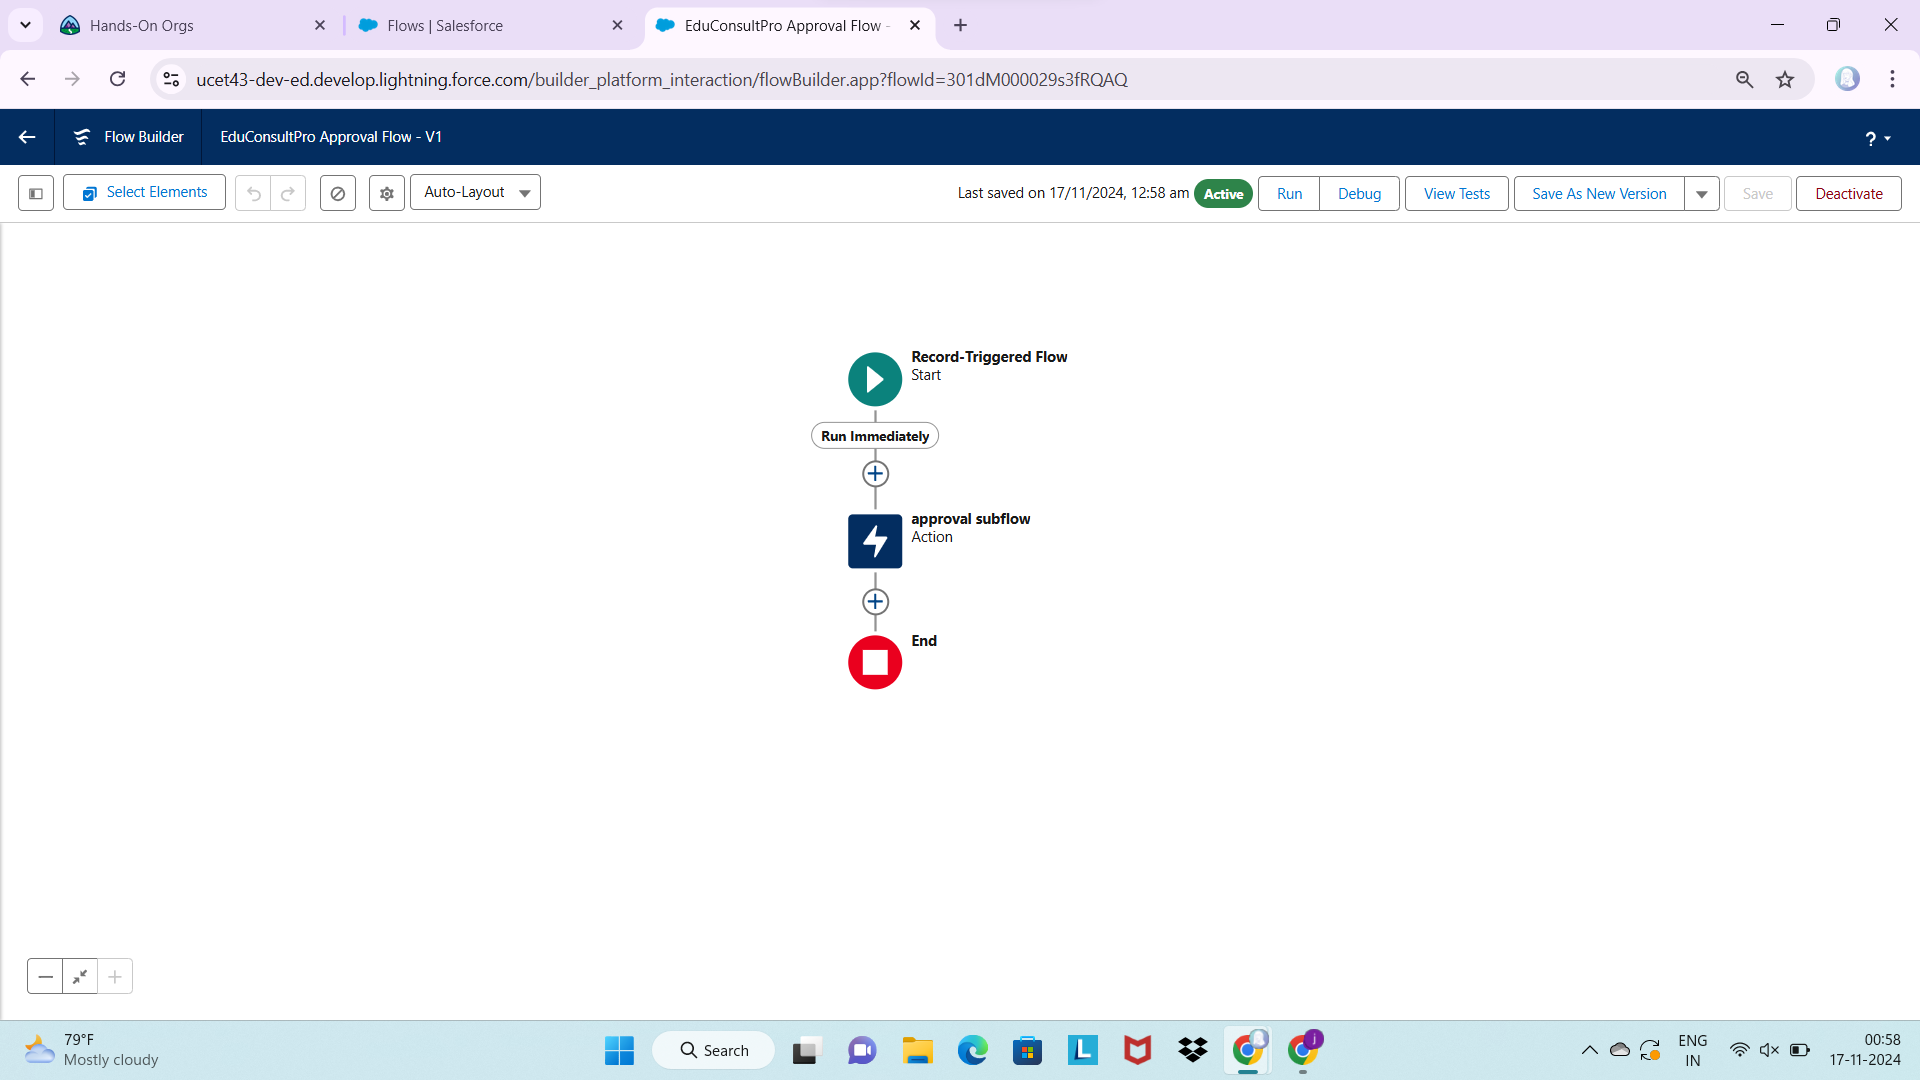 Hands-On Orgs
Flows | Salesforce
EduConsultPro Approval Flow -
ucet43-dev-ed.develop.lightning.force.com/builder_platform_interaction/flowBuilder.app?flowId=301dM000029s3fRQAQ
Flow Builder
EduConsultPro Approval Flow - V1
?
Select Elements
Auto-Layout
Last saved on 17/11/2024, 12:58 am
Active
Run
Debug
View Tests
Save As New Version
Save
Deactivate
Record-Triggered Flow
Start
Run Immediately
approval subflow
Action
End
79°F
Mostly cloudy
Search
L
j
ENG
IN
00:58
17-11-2024